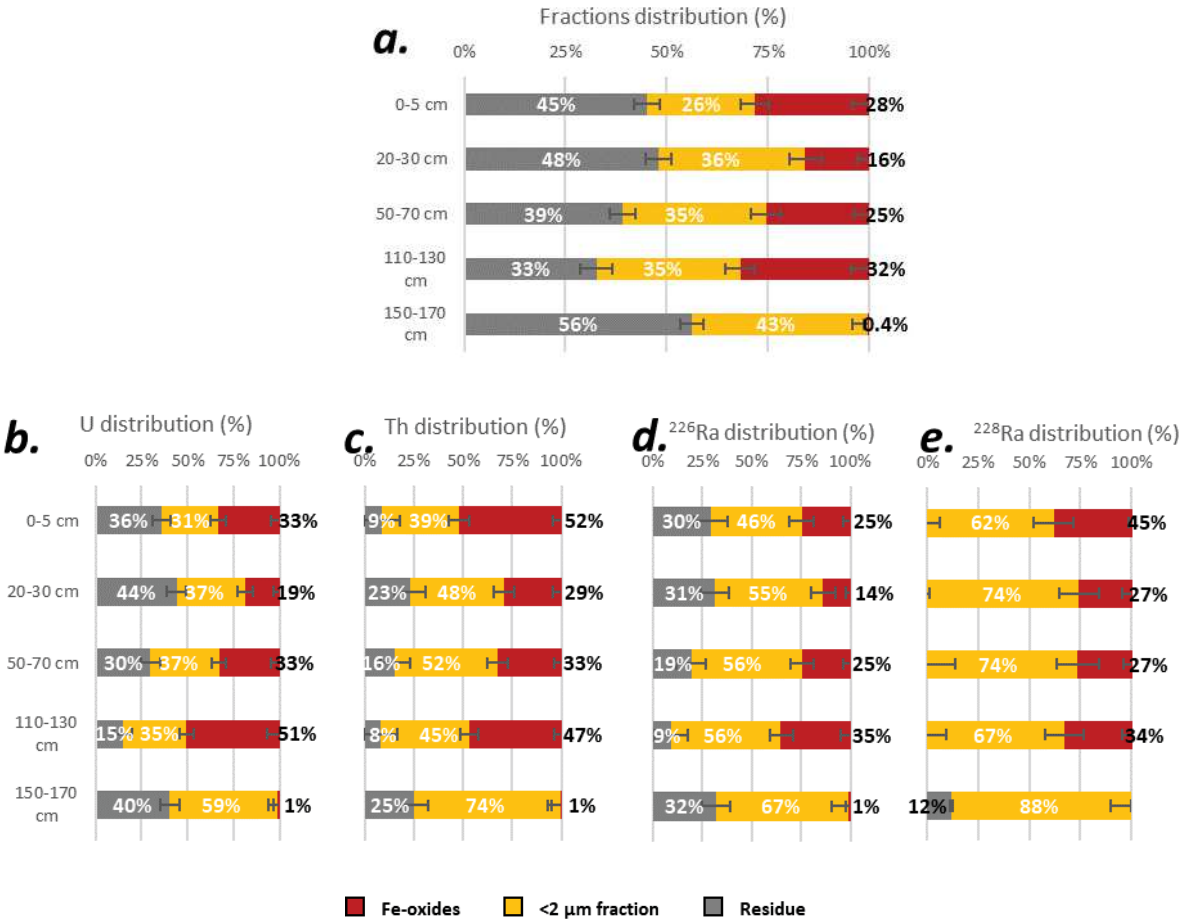 Fractions distribution (%)
a.
0% 25% 50% 75% 100%
0-5 cm 45% 26% 28%
20-30 cm 48% 36% 16%
50-70 cm 39% 35% 25%
110-130
cm 33% 35% 32%
150-170
cm 56% 43% 0.4%
b. U distribution (%)
0% 25% 50% 75% 100%
0-5 cm 36% 31% 33%
20-30 cm 44% 37% 19%
50-70 cm 30% 37% 33%
110-130
cm 15% 35% 51%
150-170
cm 40% 59% 1%
c. Th distribution (%)
0% 25% 50% 75% 100%
9% 39% 52%
23% 48% 29%
16% 52% 33%
8% 45% 47%
25% 74% 1%
d. 226Ra distribution (%)
0% 25% 50% 75% 100%
30% 46% 25%
31% 55% 14%
19% 56% 25%
9% 56% 35%
32% 67% 1%
e. 228Ra distribution (%)
0% 25% 50% 75% 100%
62% 45%
74% 27%
74% 27%
67% 34%
12% 88%
Fe-oxides <2 µm fraction Residue